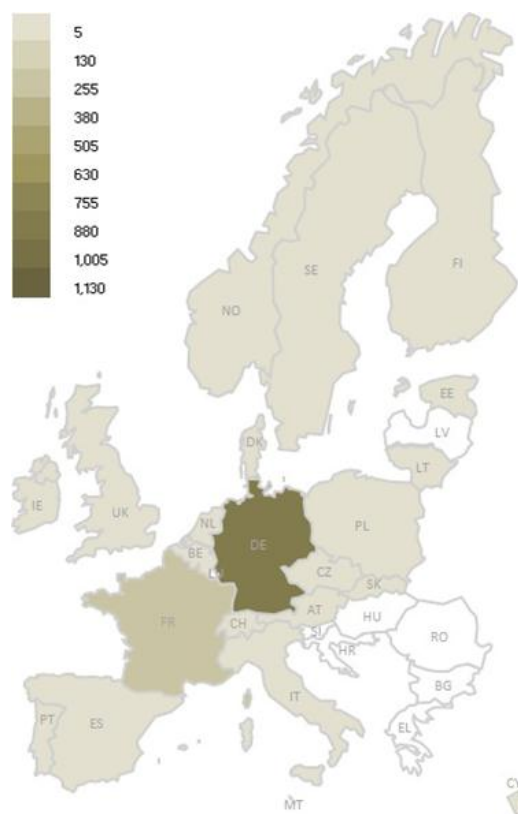 5
130
255
380
505
630
755
880
1,005
1,130
SE
FI
NO
EE
LV
DK
LT
IE
UK
NL
PL
BE
DE
CZ
SK
FR
CH
AT
HU
SI
RO
HR
BG
IT
PT
ES
EL
MT
CY